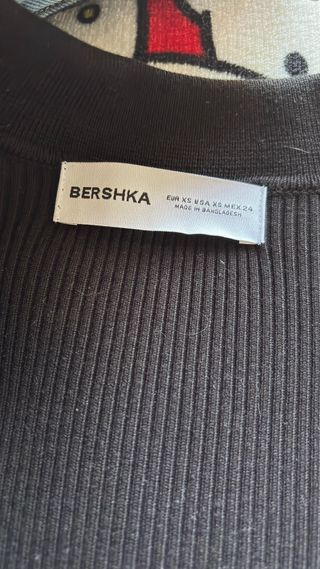 BERSHKA
EUR XS USA XS MEX 24
MADE IN BANGLADESH